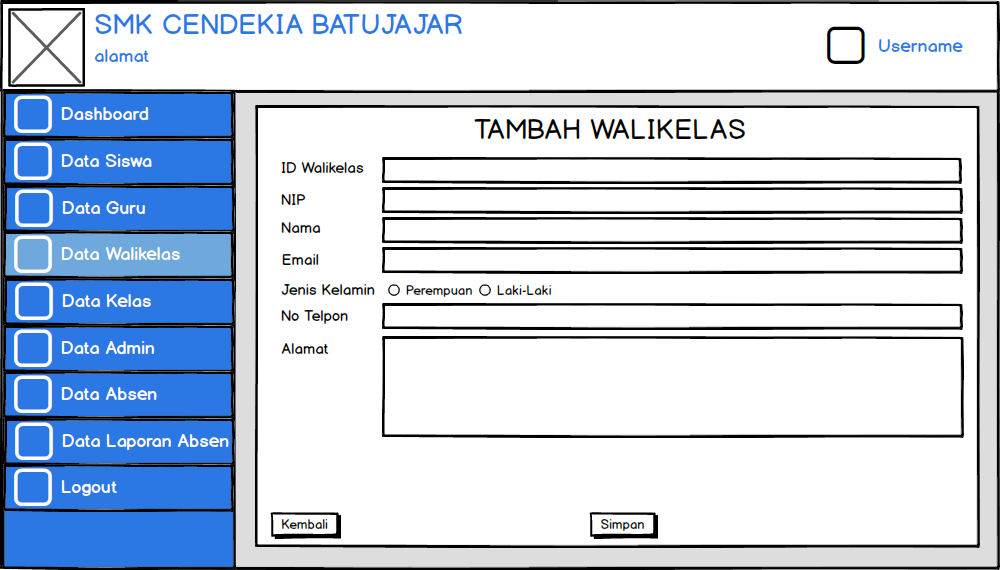 SMK CENDEKIA BATUJAJAR
alamat
Username
Dashboard
Data Siswa
Data Guru
Data Walikelas
Data Kelas
Data Admin
Data Absen
Data Laporan Absen
Logout
TAMBAH WALIKELAS
ID Walikelas
NIP
Nama
Email
Jenis Kelamin Perempuan Laki-Laki
No Telpon
Alamat
Kembali Simpan